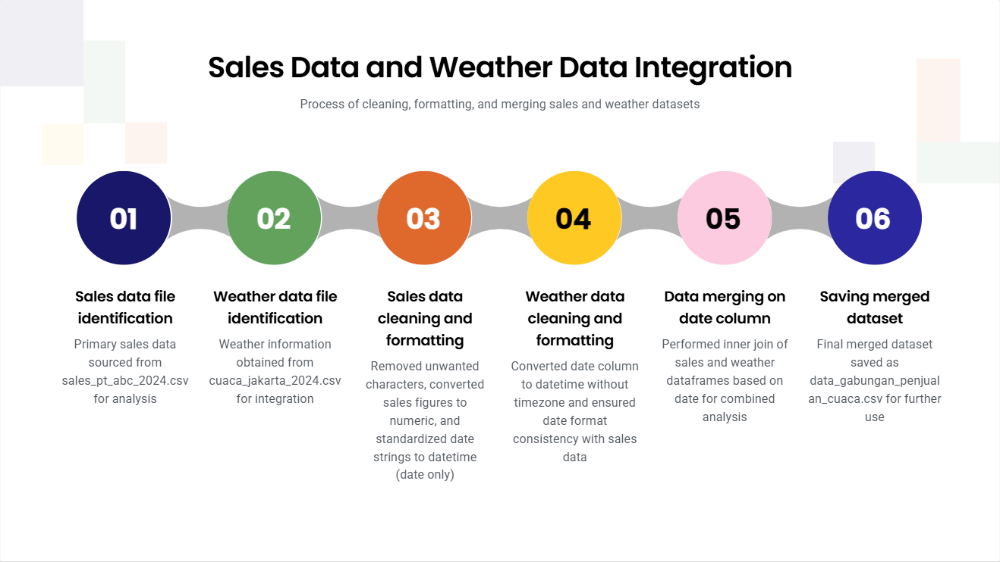 Sales Data and Weather Data Integration
Process of cleaning, formatting, and merging sales and weather datasets
01
02
03
04
05
06
Sales data file
identification
Primary sales data
sourced from
sales_pt_abc_2024.csv
for analysis
Weather data file
identification
Weather information
obtained from
cuaca_jakarta_2024.csv
for integration
Sales data
cleaning and
formatting
Removed unwanted
characters, converted
sales figures to
numeric, and
standardized date
strings to datetime
(date only)
Weather data
cleaning and
formatting
Converted date column
to datetime without
timezone and ensured
date format
consistency with sales
data
Data merging on
date column
Performed inner join of
sales and weather
dataframes based on
date for combined
analysis
Saving merged
dataset
Final merged dataset
saved as
data_gabungan_penjual
an_cuaca.csv for further
use